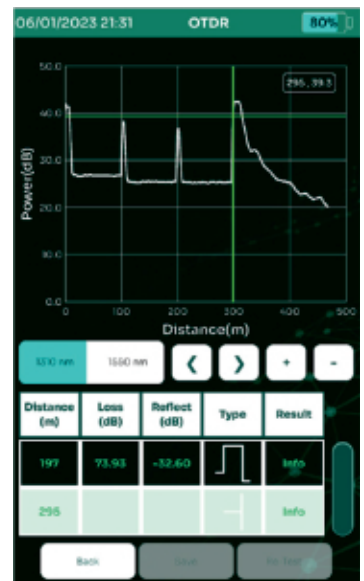 06/01/2023 21:31 OTDR 80%
50.0
295, 39.3
40.0
30.0
20.0
10.0
0.0
Power(dB)
0 100 200 300 400 500
Distance(m)
1310 nm 1550 nm < > + -
Distance (m) Loss (dB) Reflect (dB) Type Result
197 73.93 -32.60 Info
295 Info
Back Save